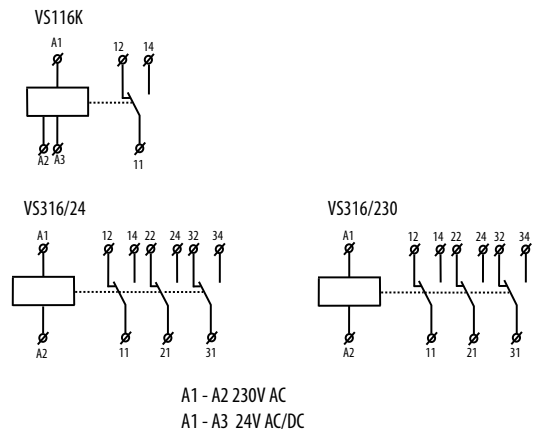 VS116K
A1 12 14
A2 A3 11
VS316/24 VS316/230
A1 12 14 22 24 32 34 A1 12 14 22 24 32 34
A2 11 21 31 A2 11 21 31
A1 - A2 230V AC
A1 - A3 24V AC/DC